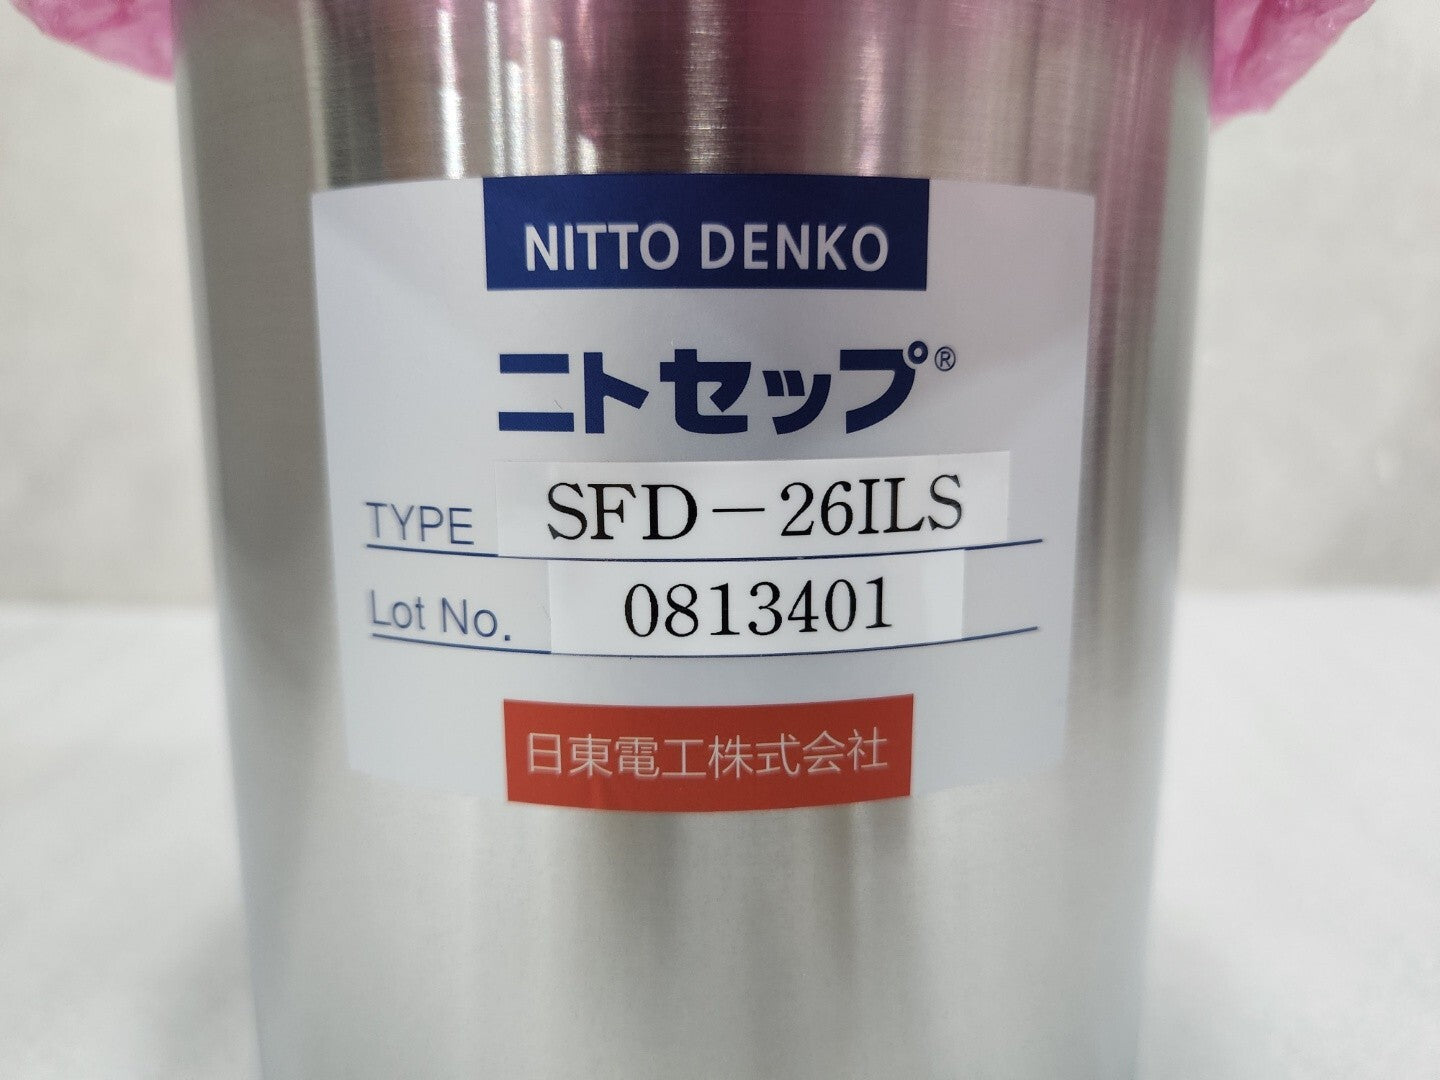 NITTO DENKO
ニトセップ®
TYPE SFD-26ILS
Lot No. 0813401
日東電工株式会社